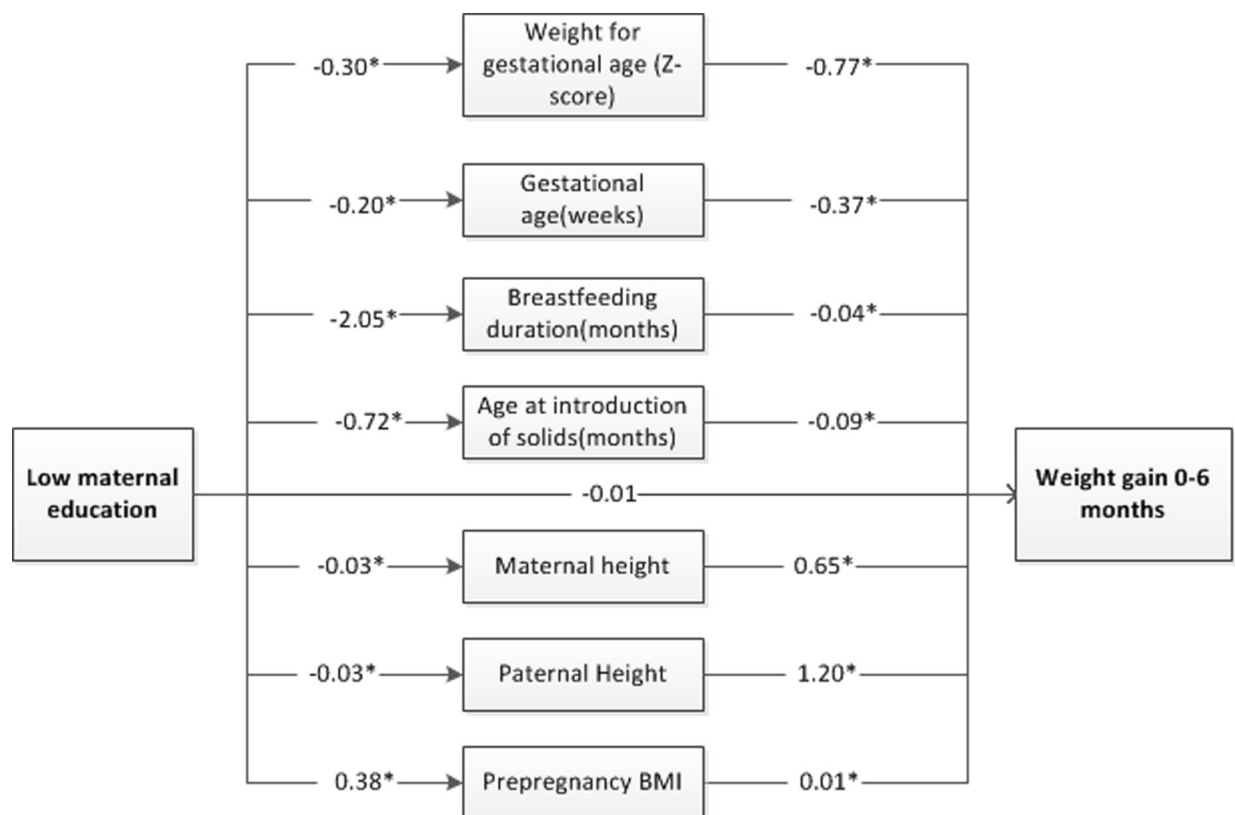 Weight for
-0.30*
gestational age (Z-
-0.77*
score)
Gestational
-0.20*
age(weeks)
-0.37*
Breastfeeding
-2.05*
duration(months)
-0.04*
-0.72*
Age at introduction
of solids(months)
-0.09*
Low maternal
education
-0.01
Weight gain 0-6
months
-0.03*
Maternal height
0.65*
-0.03*
Paternal Height
1.20*
0.38*
Prepregnancy BMI
0.01*